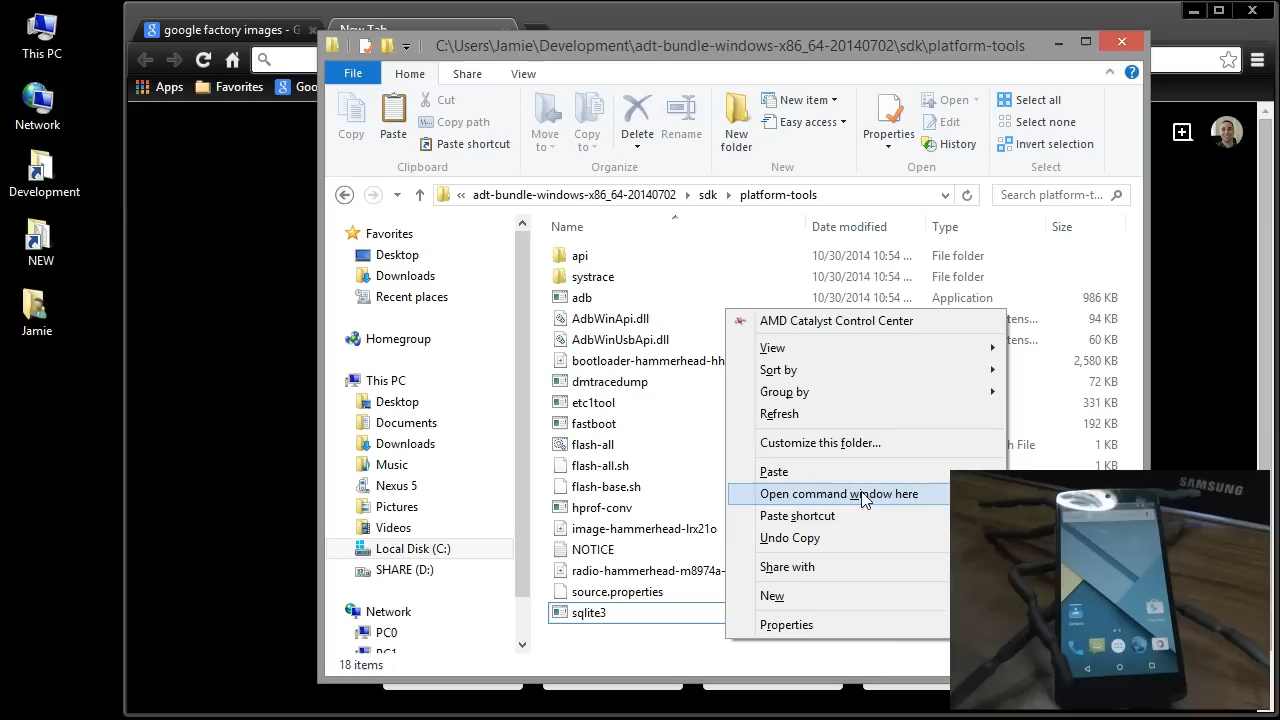 This PC
Network
Development
NEW
Jamie
google factory images - G
New Tab
Apps
Favorites
Goo
C:\Users\Jamie\Development\adt-bundle-windows-x86_64-20140702\sdk\platform-tools
File
Home
Share
View
Copy
Paste
Cut
Copy path
Paste shortcut
Clipboard
Move to
Copy to
Delete
Rename
Organize
New folder
New item
Easy access
New
Properties
Open
Edit
History
Open
Select all
Select none
Invert selection
Select
« adt-bundle-windows-x86_64-20140702 sdk platform-tools
Search platform-t...
Favorites
Desktop
Downloads
Recent places
Homegroup
This PC
Desktop
Documents
Downloads
Music
Nexus 5
Pictures
Videos
Local Disk (C:)
SHARE (D:)
Network
PC0
PC1
Name Date modified Type Size
api 10/30/2014 10:54 ... File folder
systrace 10/30/2014 10:54 ... File folder
adb 10/30/2014 10:54 ... Application 986 KB
AdbWinApi.dll tens... 94 KB
AdbWinUsbApi.dll tens... 60 KB
bootloader-hammerhead-hh 2,580 KB
dmtracedump 72 KB
etc1tool 331 KB
fastboot 192 KB
flash-all h File 1 KB
flash-all.sh 1 KB
flash-base.sh
hprof-conv
image-hammerhead-lrx21o
NOTICE
radio-hammerhead-m8974a-
source.properties
sqlite3
AMD Catalyst Control Center
View
Sort by
Group by
Refresh
Customize this folder...
Paste
Open command window here
Paste shortcut
Undo Copy
Share with
New
Properties
18 items
SAMSUNG